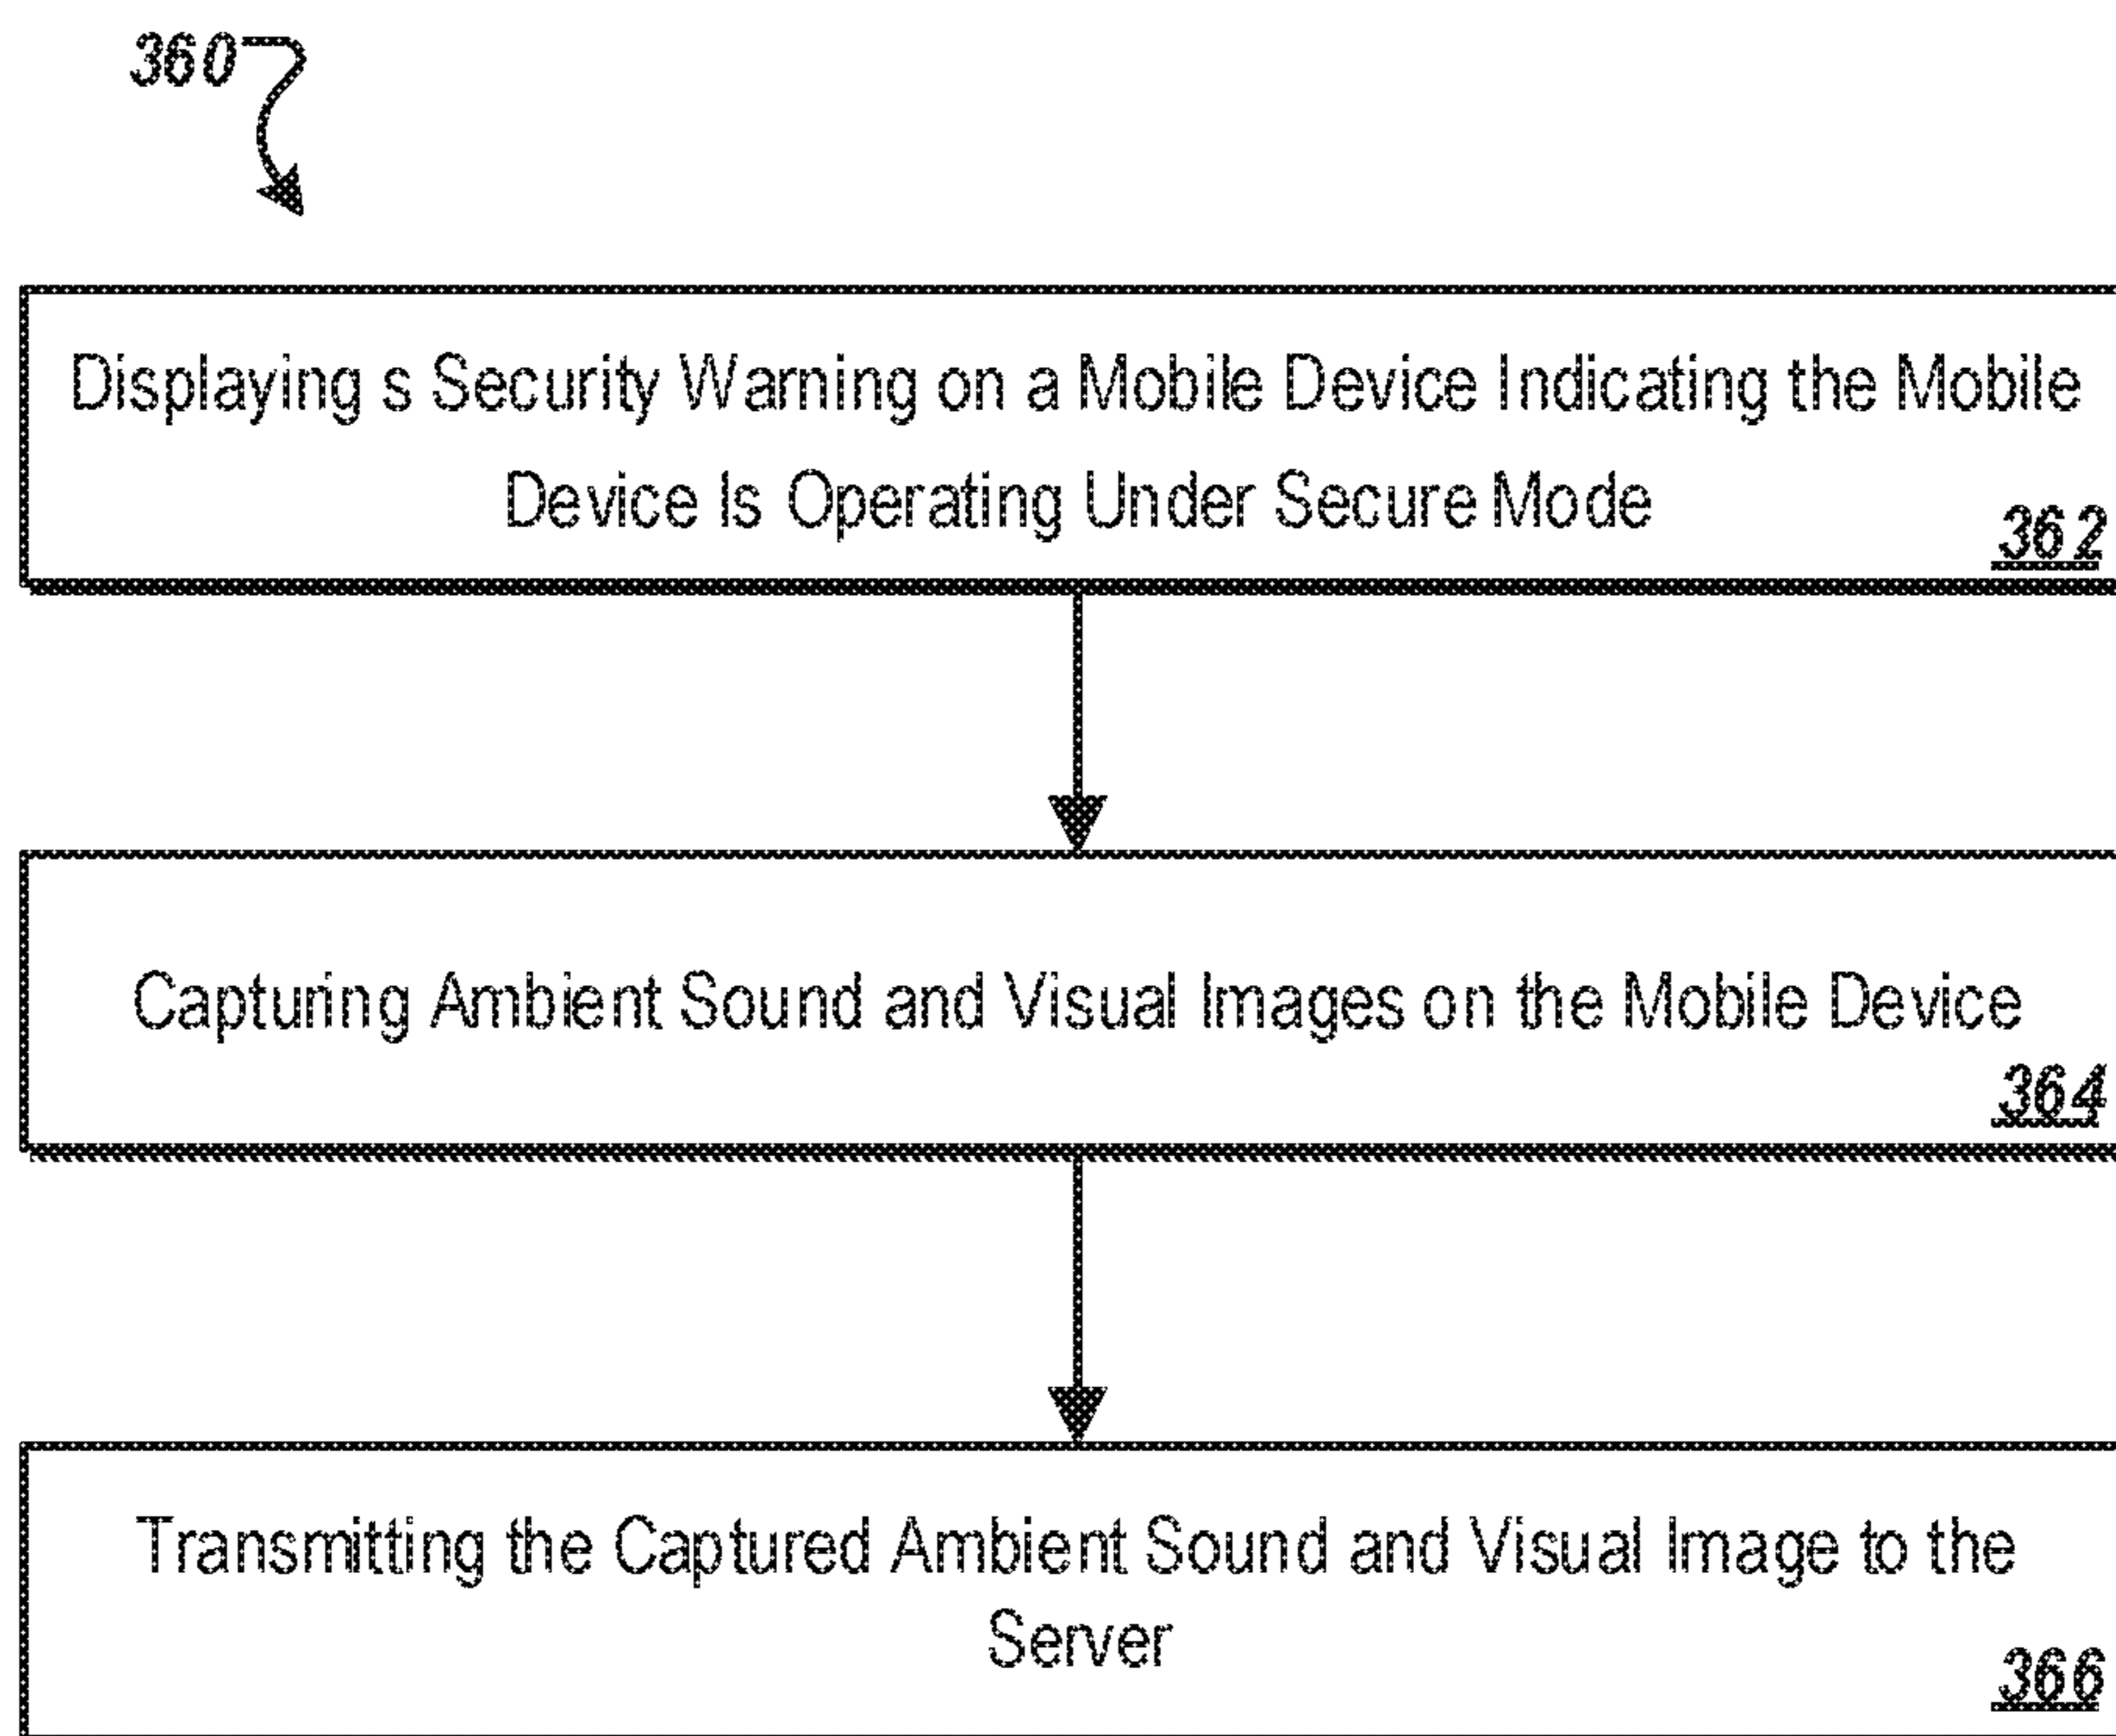 360
Displaying s Security Warning on a Mobile Device Indicating the Mobile
Device Is Operating Under Secure Mode
362
Capturing Ambient Sound and Visual Images on the Mobile Device
364
Transmitting the Captured Ambient Sound and Visual Image to the
Server
366